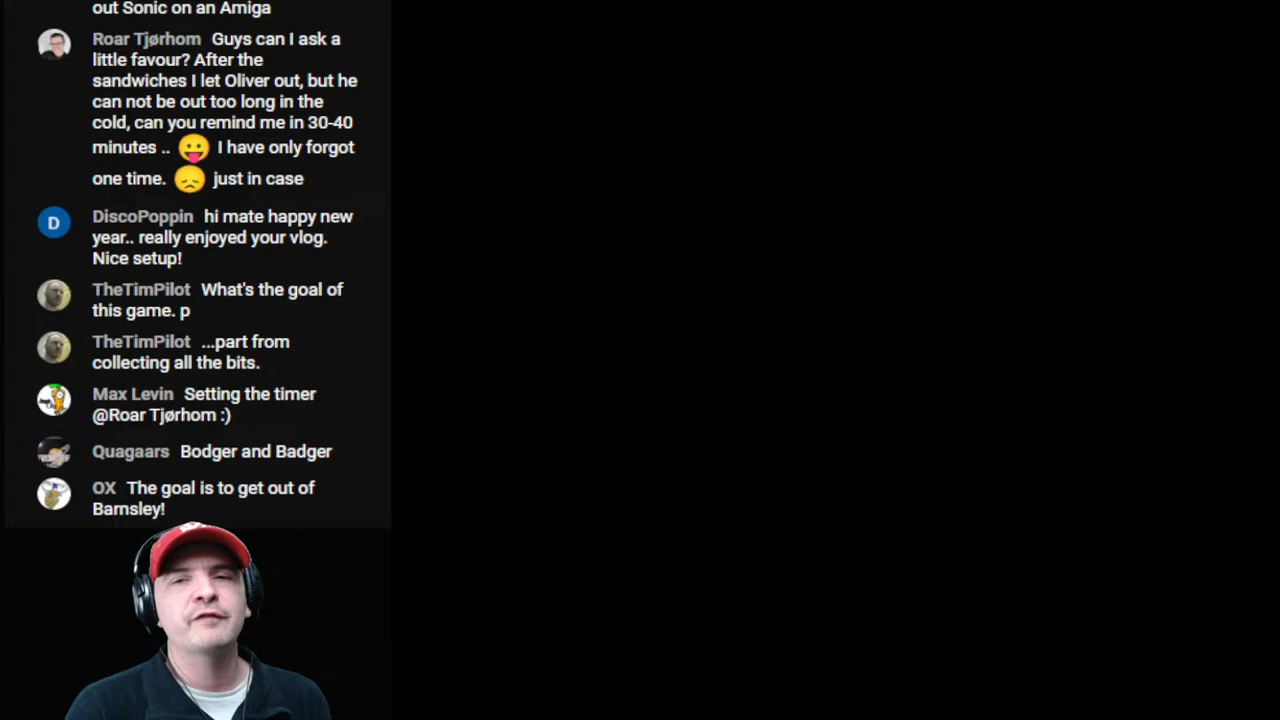 out Sonic on an Amiga
Roar Tjørhom Guys can I ask a
little favour? After the
sandwiches I let Oliver out, but he
can not be out too long in the
cold, can you remind me in 30-40
minutes .. 😛 I have only forgot
one time. 😞 just in case
D
DiscoPoppin hi mate happy new
year.. really enjoyed your vlog.
Nice setup!
TheTimPilot What's the goal of
this game. p
TheTimPilot ...part from
collecting all the bits.
Max Levin Setting the timer
@Roar Tjørhom :)
Quagaars Bodger and Badger
OX The goal is to get out of
Barnsley!